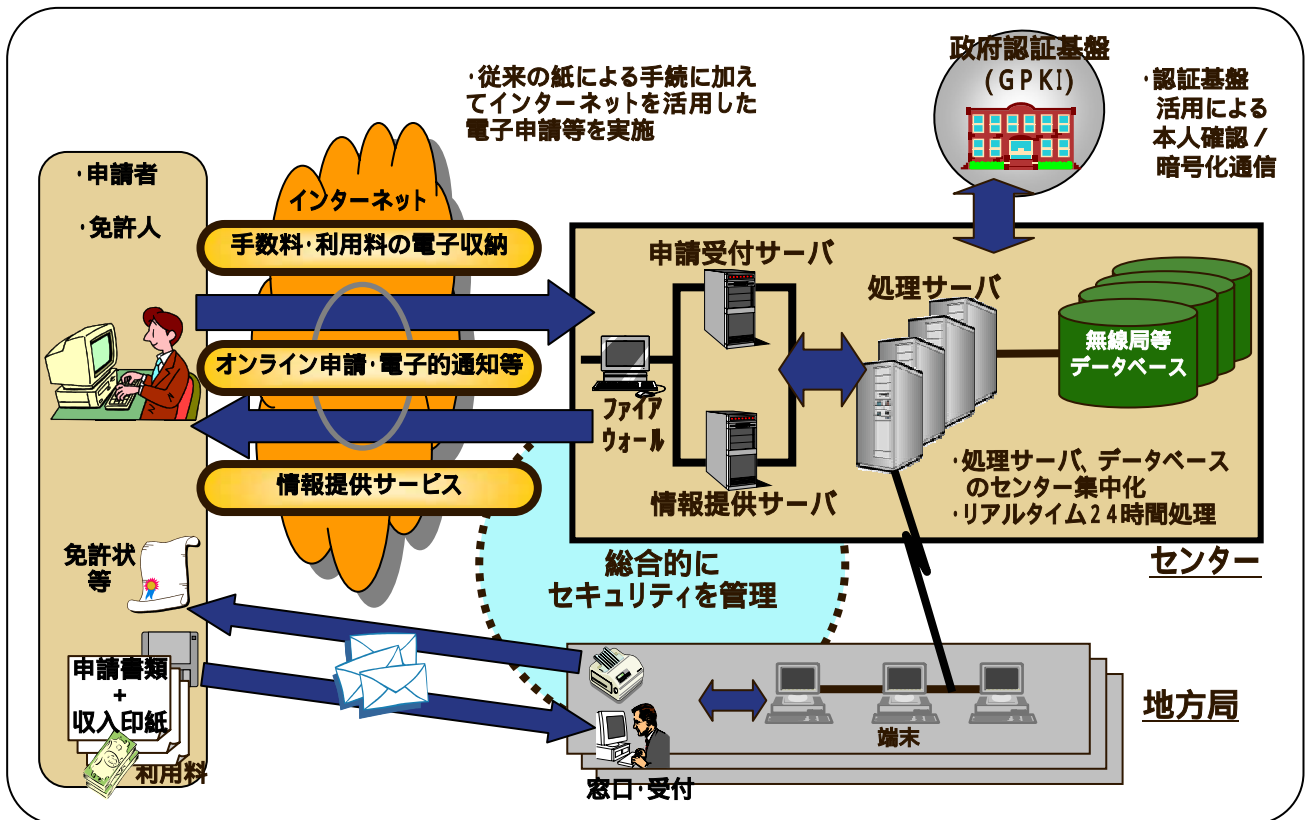 政府認証基盤
(GPKI)
･従来の紙による手続に加え
てインターネットを活用した
電子申請等を実施
･認証基盤
活用による
本人確認/
暗号化通信
･申請者
･免許人
インターネット
手数料･利用料の電子収納
オンライン申請･電子的通知等
情報提供サービス
申請受付サーバ
処理サーバ
無線局等
データベース
ファイア
ウォール
情報提供サーバ
･処理サーバ、データベース
のセンター集中化
･リアルタイム24時間処理
センター
総合的に
セキュリティを管理
免許状
等
申請書類
+
収入印紙
利用料
端末
地方局
窓口･受付